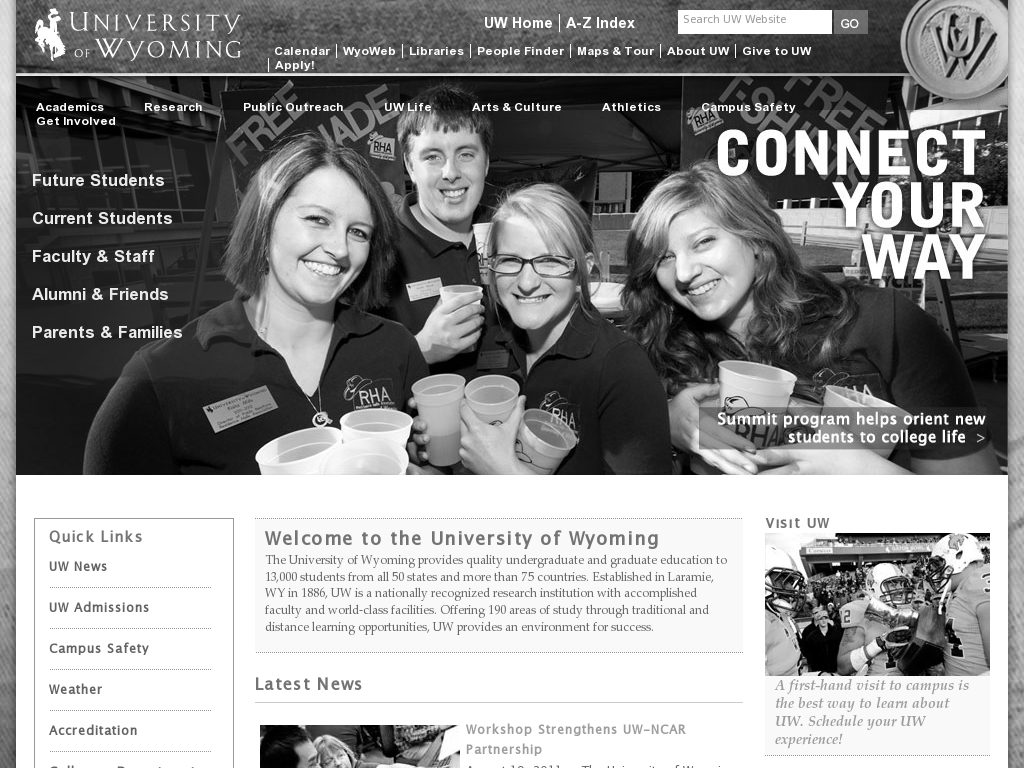 UNIVERSITY
OF WYOMING
UW Home
A-Z Index
Search UW Website
GO
Calendar
WyoWeb
Libraries
People Finder
Maps & Tour
About UW
Give to UW
Apply!
Academics
Research
Public Outreach
UW Life
Arts & Culture
Athletics
Campus Safety
Get Involved
FREE
FREE
RHA
RHA
Future Students
Current Students
Faculty & Staff
Alumni & Friends
Parents & Families
CONNECT
YOUR
WAY
RHA
RHA
RHA
Summit program helps orient new
students to college life >
Quick Links
UW News
UW Admissions
Campus Safety
Weather
Accreditation
Welcome to the University of Wyoming
The University of Wyoming provides quality undergraduate and graduate education to
13,000 students from all 50 states and more than 75 countries. Established in Laramie,
WY in 1886, UW is a nationally recognized research institution with accomplished
faculty and world-class facilities. Offering 190 areas of study through traditional and
distance learning opportunities, UW provides an environment for success.
Latest News
Workshop Strengthens UW-NCAR
Partnership
Visit UW
A first-hand visit to campus is
the best way to learn about
UW. Schedule your UW
experience!